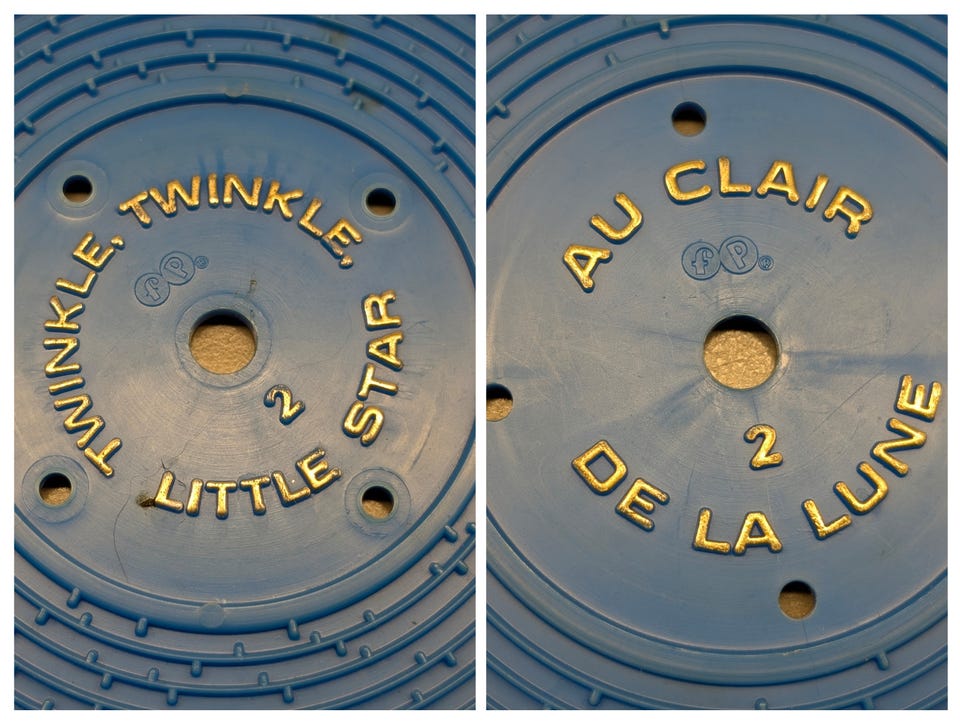 TWINKLE, TWINKLE,
LITTLE STAR
fp®
2
AU CLAIR
fp®
2
DE LA LUNE